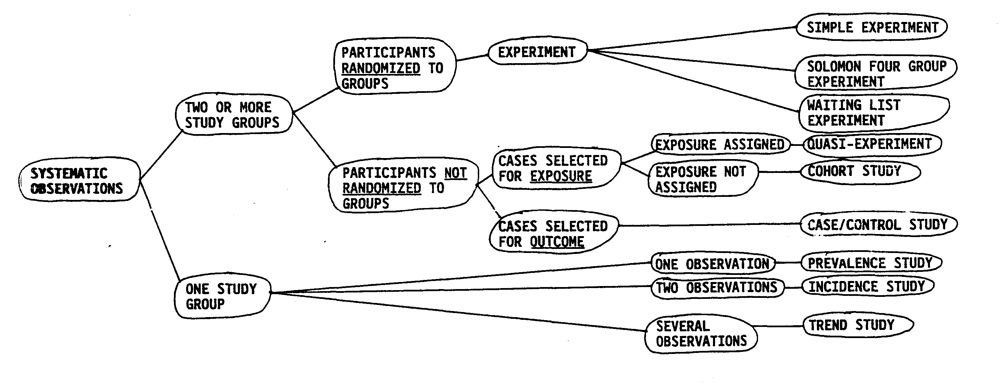 SYSTEMATIC
OBSERVATIONS
TWO OR MORE
STUDY GROUPS
PARTICIPANTS
RANDOMIZED TO
GROUPS
EXPERIMENT
SIMPLE EXPERIMENT
SOLOMON FOUR GROUP
EXPERIMENT
WAITING LIST
EXPERIMENT
PARTICIPANTS NOT
RANDOMIZED TO
GROUPS
CASES SELECTED
FOR EXPOSURE
EXPOSURE ASSIGNED
QUASI-EXPERIMENT
EXPOSURE NOT
ASSIGNED
COHORT STUDY
CASES SELECTED
FOR OUTCOME
CASE/CONTROL STUDY
ONE STUDY
GROUP
ONE OBSERVATION
PREVALENCE STUDY
TWO OBSERVATIONS
INCIDENCE STUDY
SEVERAL
OBSERVATIONS
TREND STUDY